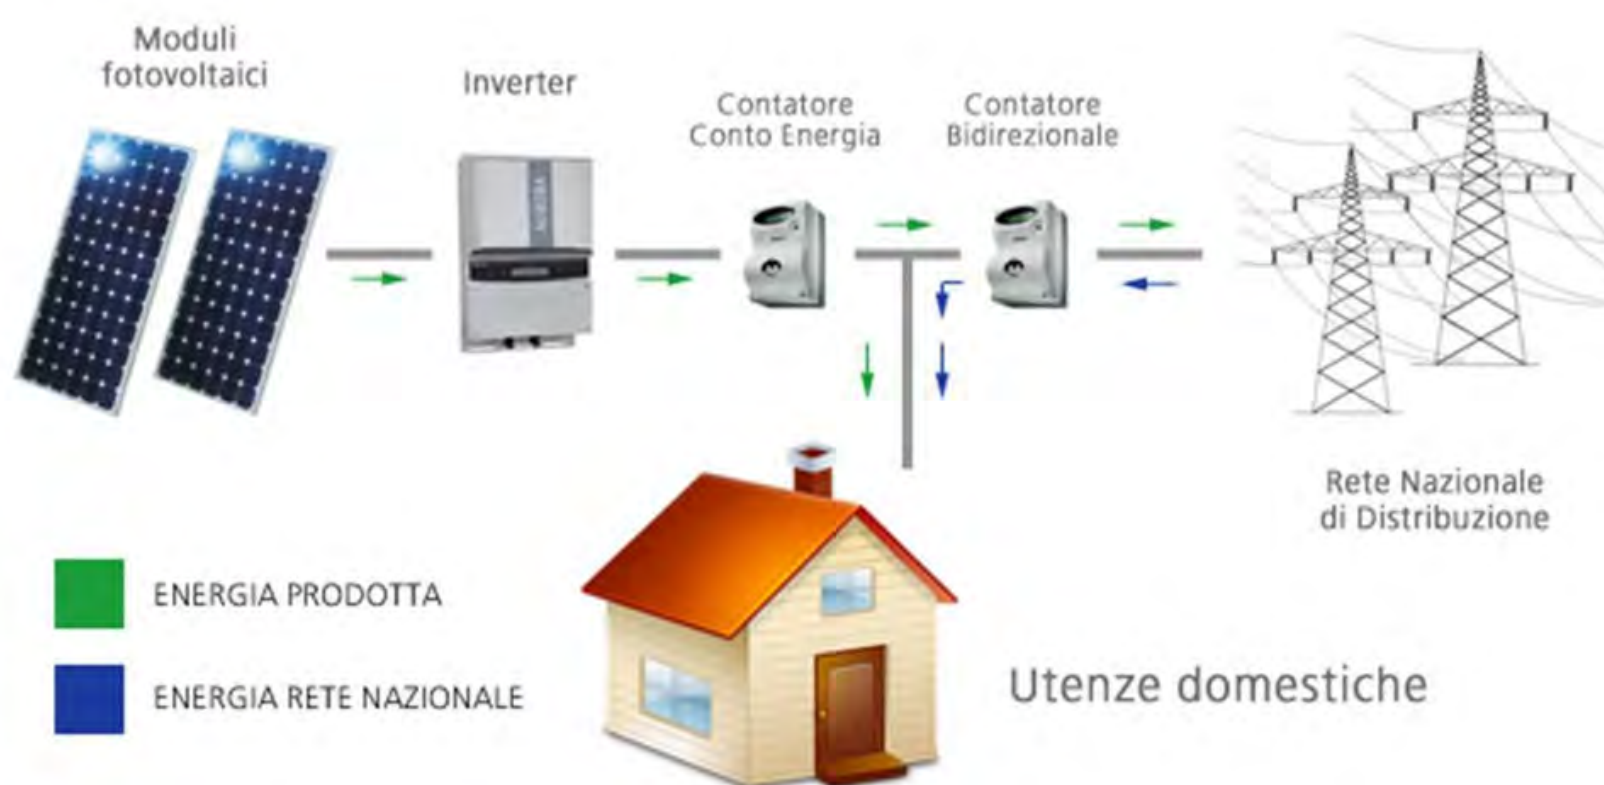 Moduli
fotovoltaici
Inverter
Contatore
Conto Energia
Contatore
Bidirezionale
Rete Nazionale
di Distribuzione
ENERGIA PRODOTTA
ENERGIA RETE NAZIONALE
Utenze domestiche